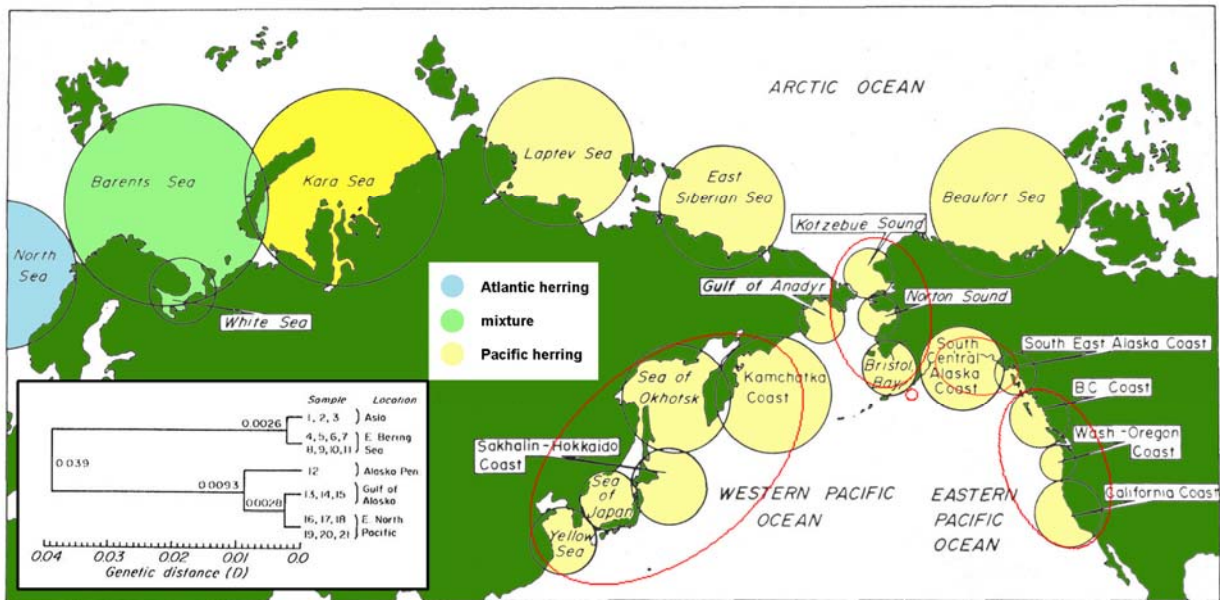 ARCTIC OCEAN
Barents Sea
Kara Sea
Laptev Sea
East
Siberian Sea
Beaufort Sea
North
Sea
White Sea
Kotzebue Sound
Gulf of Anadyr
Norton Sound
Bristol
Bay
South
Central
Alaska
Coast
South East Alaska Coast
BC Coast
Wash-Oregon
Coast
California Coast
Sea of
Okhotsk
Kamchatka
Coast
Sakhalin-Hokkaido
Coast
Sea
of
Japan
Yellow
Sea
WESTERN PACIFIC
OCEAN
EASTERN
PACIFIC
OCEAN
Atlantic herring
mixture
Pacific herring
Sample Location
0.0026
1, 2, 3 Asia
4, 5, 6, 7 E. Bering
8, 9, 10, 11 Sea
0.039
0.0093
12 Alaska Pen.
0.0028
13, 14, 15 Gulf of
Alaska
16, 17, 18 E. North
19, 20, 21 Pacific
0.04 0.03 0.02 0.01 0.0
Genetic distance (D)